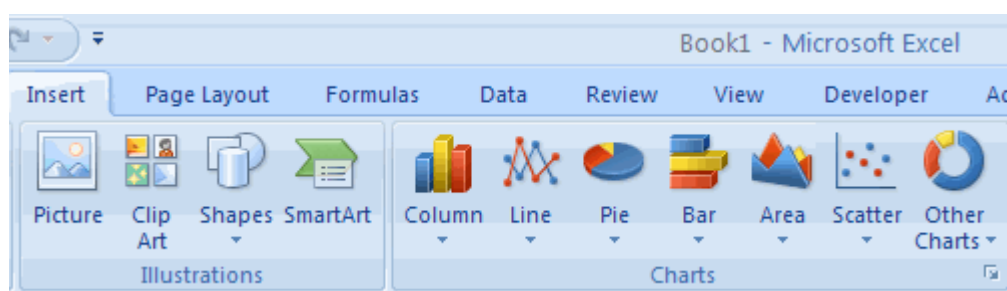 Book1 - Microsoft Excel
Insert Page Layout Formulas Data Review View Developer
Picture Clip Art Shapes SmartArt Column Line Pie Bar Area Scatter Other Charts
Illustrations Charts